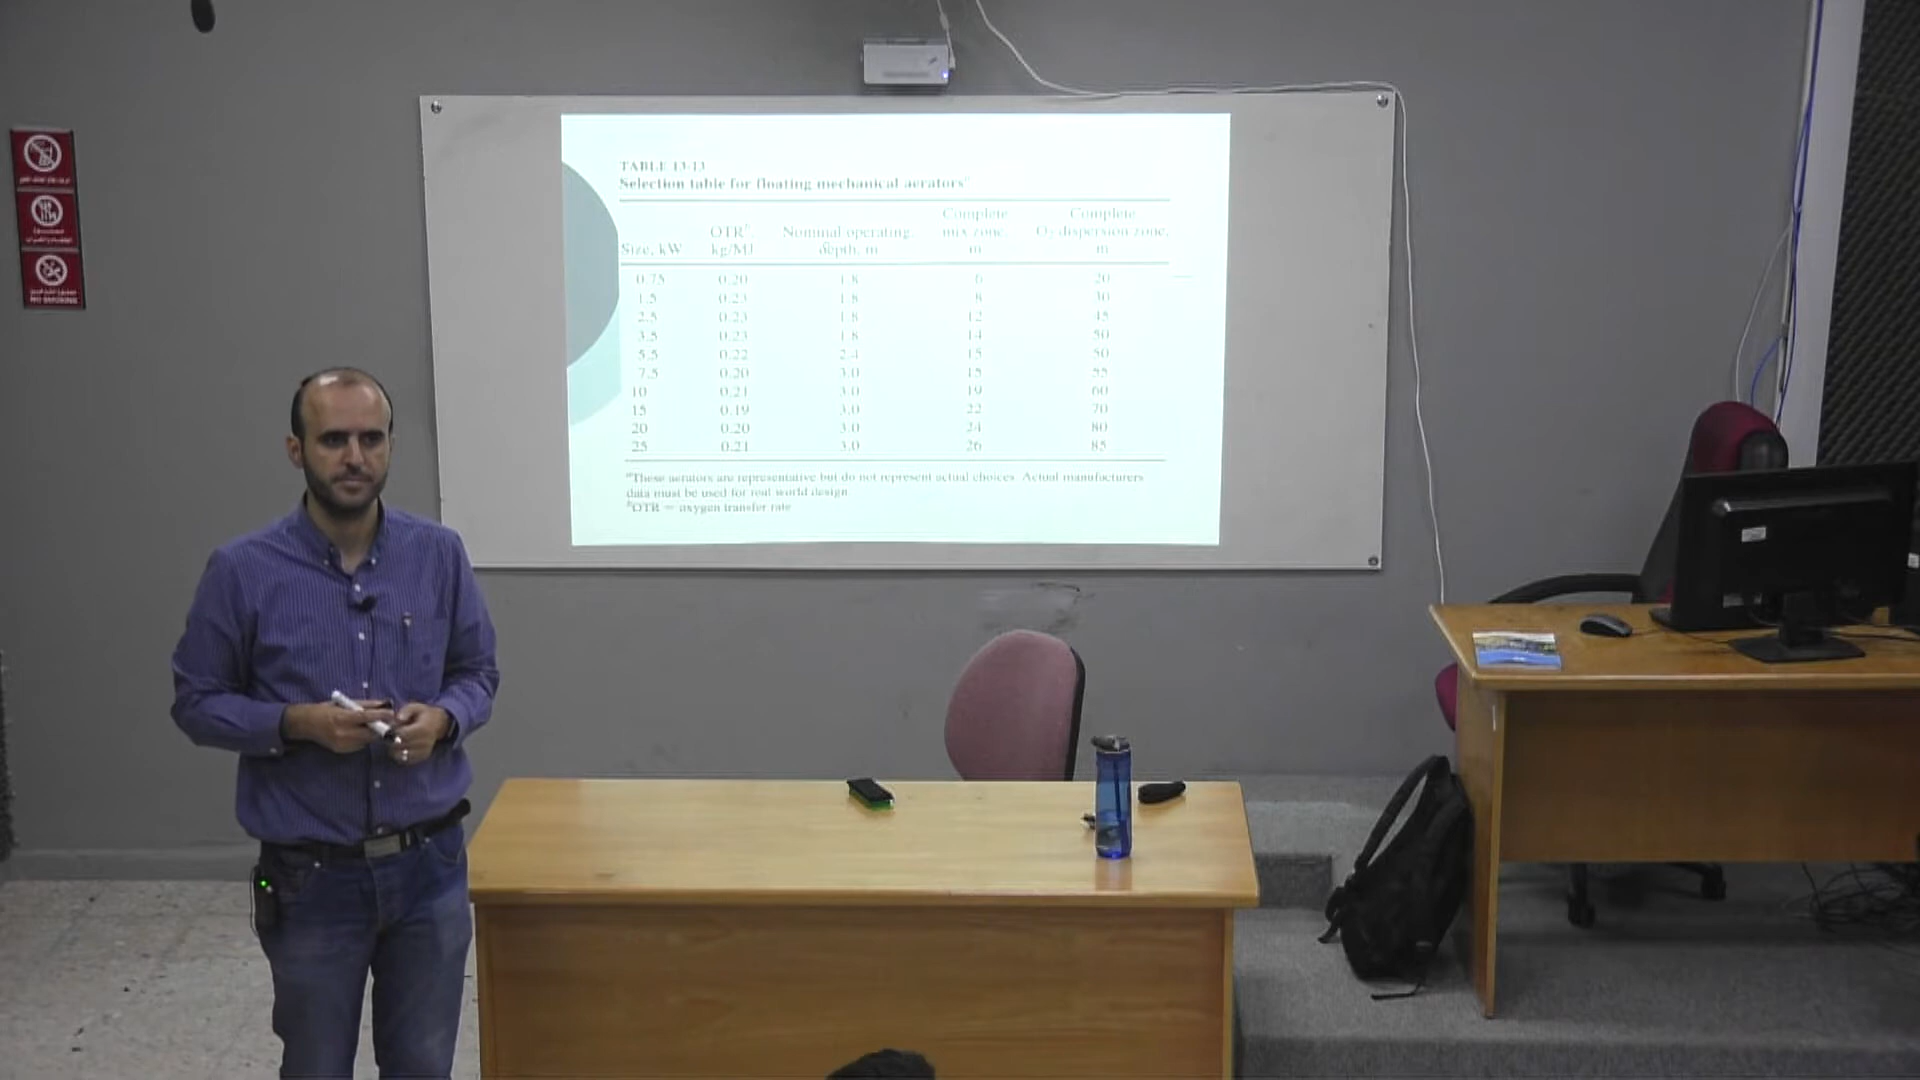 TABLE 13-13
Selection table for floating mechanical aerators^a
Size, kW	OTR^b, kg/MJ	Nominal operating depth, m	Complete mix zone, m	Complete O₂ dispersion zone, m
0.75	0.20	1.8	6	20
1.5	0.23	1.8	8	30
2.5	0.23	1.8	12	45
3.5	0.23	1.8	14	50
5.5	0.22	2.4	15	50
7.5	0.20	3.0	15	55
10	0.21	3.0	19	60
15	0.19	3.0	22	70
20	0.20	3.0	24	80
25	0.21	3.0	26	85
^aThese aerators are representative but do not represent actual choices. Actual manufacturers
data must be used for real world design.
^bOTR = oxygen transfer rate
NO SMOKING